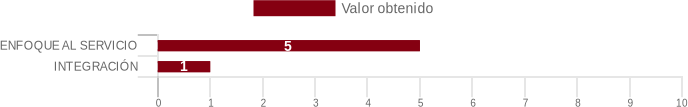 Valor obtenido
ENFOQUE AL SERVICIO 5
INTEGRACIÓN 1
0 1 2 3 4 5 6 7 8 9 10